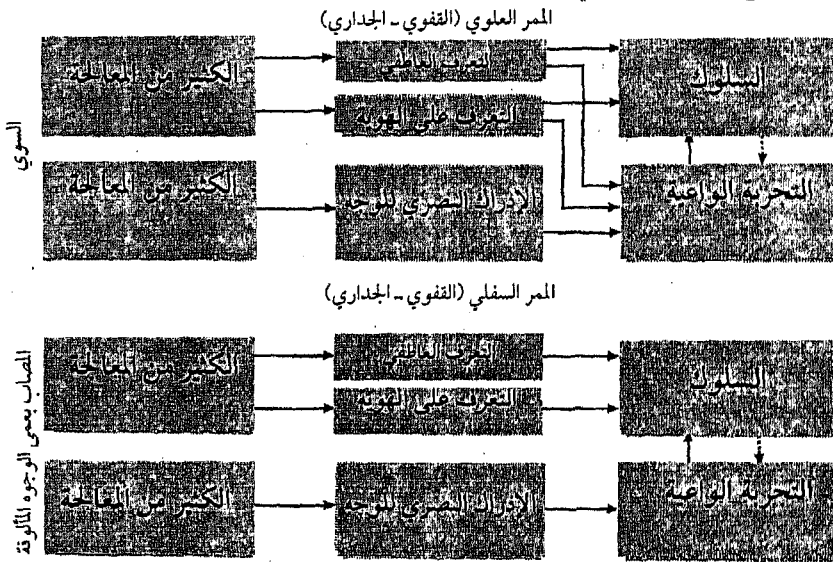 الممر العلوي (القفوي - الجداري)
السوي
الكثير من المعالجة
التعرف العاطفي
السلوك
التعرف على الهوية
الكثير من المعالجة
الإدراك البصري للوجه
التجربة الواعية
الممر السفلي (القفوي - الجداري)
المصاب بعمى الوجوه المألوفة
الكثير من المعالجة
التعرف العاطفي
السلوك
التعرف على الهوية
الكثير من المعالجة
الإدراك البصري للوجه
التجربة الواعية